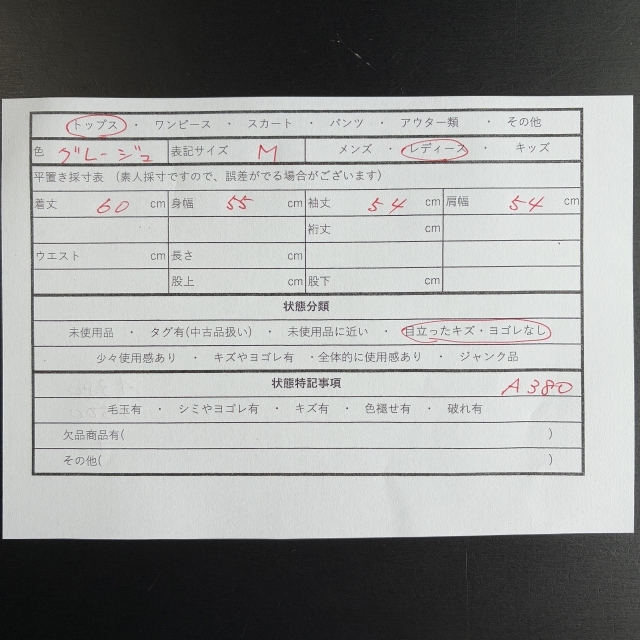 トップス ・ ワンピース ・ スカート ・ パンツ ・ アウター類 ・ その他
色 グレージュ 表記サイズ M メンズ ・ レディース ・ キッズ
平置き採寸表 (素人採寸ですので、誤差がでる場合がございます)
着丈 60 cm 身幅 55 cm 袖丈 54 cm 肩幅 54 cm
裄丈 cm
ウエスト cm 長さ cm
股上 cm 股下 cm
状態分類
未使用品 ・ タグ有(中古品扱い) ・ 未使用品に近い ・ 目立ったキズ・ヨゴレなし
少々使用感あり ・ キズやヨゴレ有 ・全体的に使用感あり ・ ジャンク品
状態特記事項 A380
毛玉有 ・ シミやヨゴレ有 ・ キズ有 ・ 色褪せ有 ・ 破れ有
欠品商品有( )
その他( )